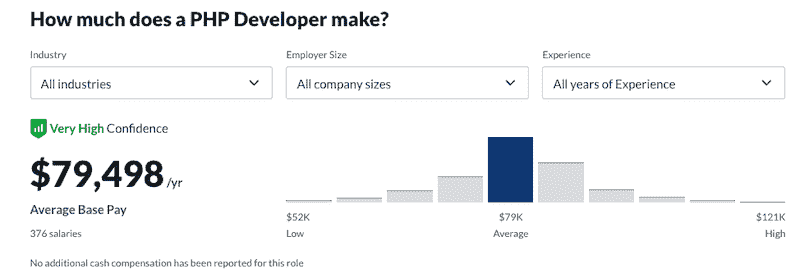 How much does a PHP Developer make?
Industry
Employer Size
Experience
All industries
All company sizes
All years of Experience
Very High Confidence
$79,498 /yr
Average Base Pay
376 salaries
$52K
$79K
$121K
Low
Average
High
No additional cash compensation has been reported for this role